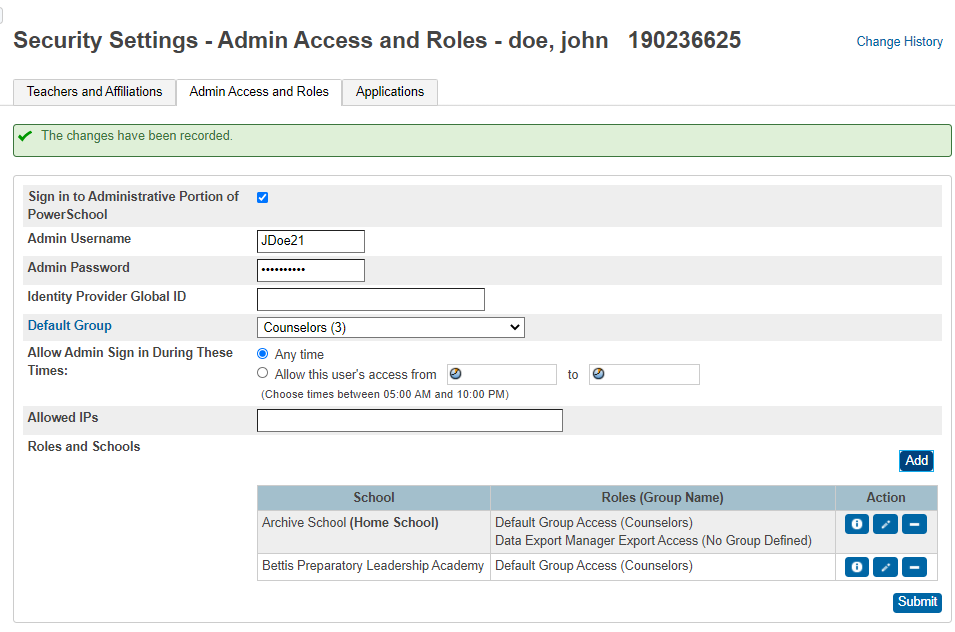 Security Settings - Admin Access and Roles - doe, john 190236625
Change History
Teachers and Affiliations
Admin Access and Roles
Applications
The changes have been recorded.
Sign in to Administrative Portion of
PowerSchool
Admin Username
JDoe21
Admin Password
••••••••••
Identity Provider Global ID
Default Group
Counselors (3)
Allow Admin Sign in During These
Times:
Any time
Allow this user's access from
to
(Choose times between 05:00 AM and 10:00 PM)
Allowed IPs
Roles and Schools
Add
School
Roles (Group Name)
Action
Archive School (Home School)
Default Group Access (Counselors)
Data Export Manager Export Access (No Group Defined)
Bettis Preparatory Leadership Academy
Default Group Access (Counselors)
Submit